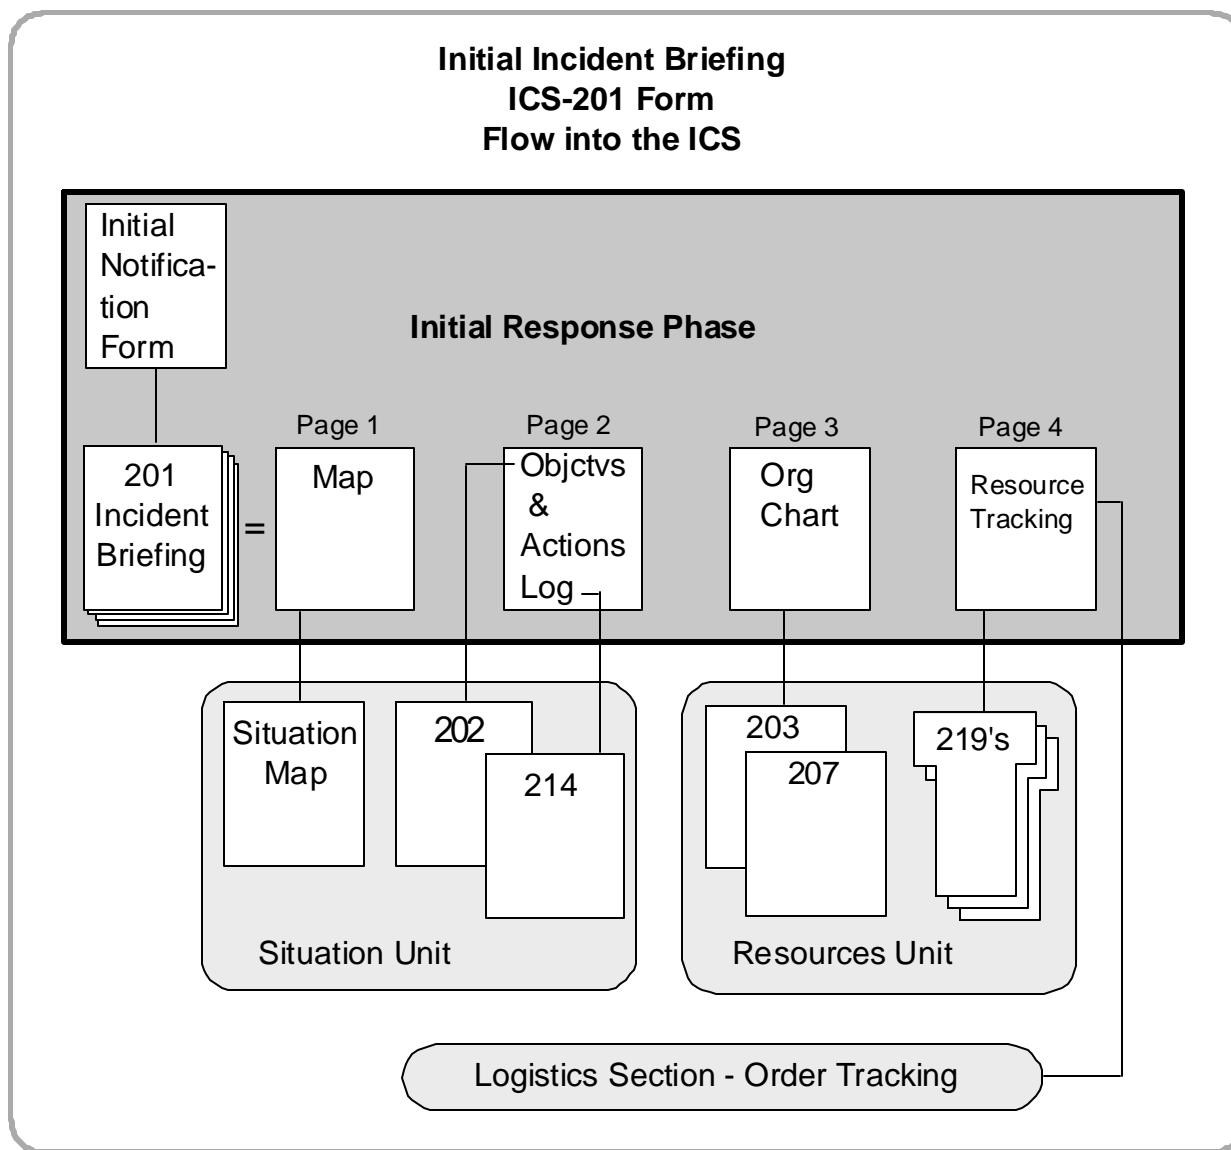 Initial Incident Briefing
ICS-201 Form
Flow into the ICS
Initial
Notifica-
tion
Form
Initial Response Phase
201
Incident
Briefing
=
Page 1
Map
Page 2
Objctvs
&
Actions
Log
Page 3
Org
Chart
Page 4
Resource
Tracking
Situation
Map
202
214
Situation Unit
203
207
219's
Resources Unit
Logistics Section - Order Tracking